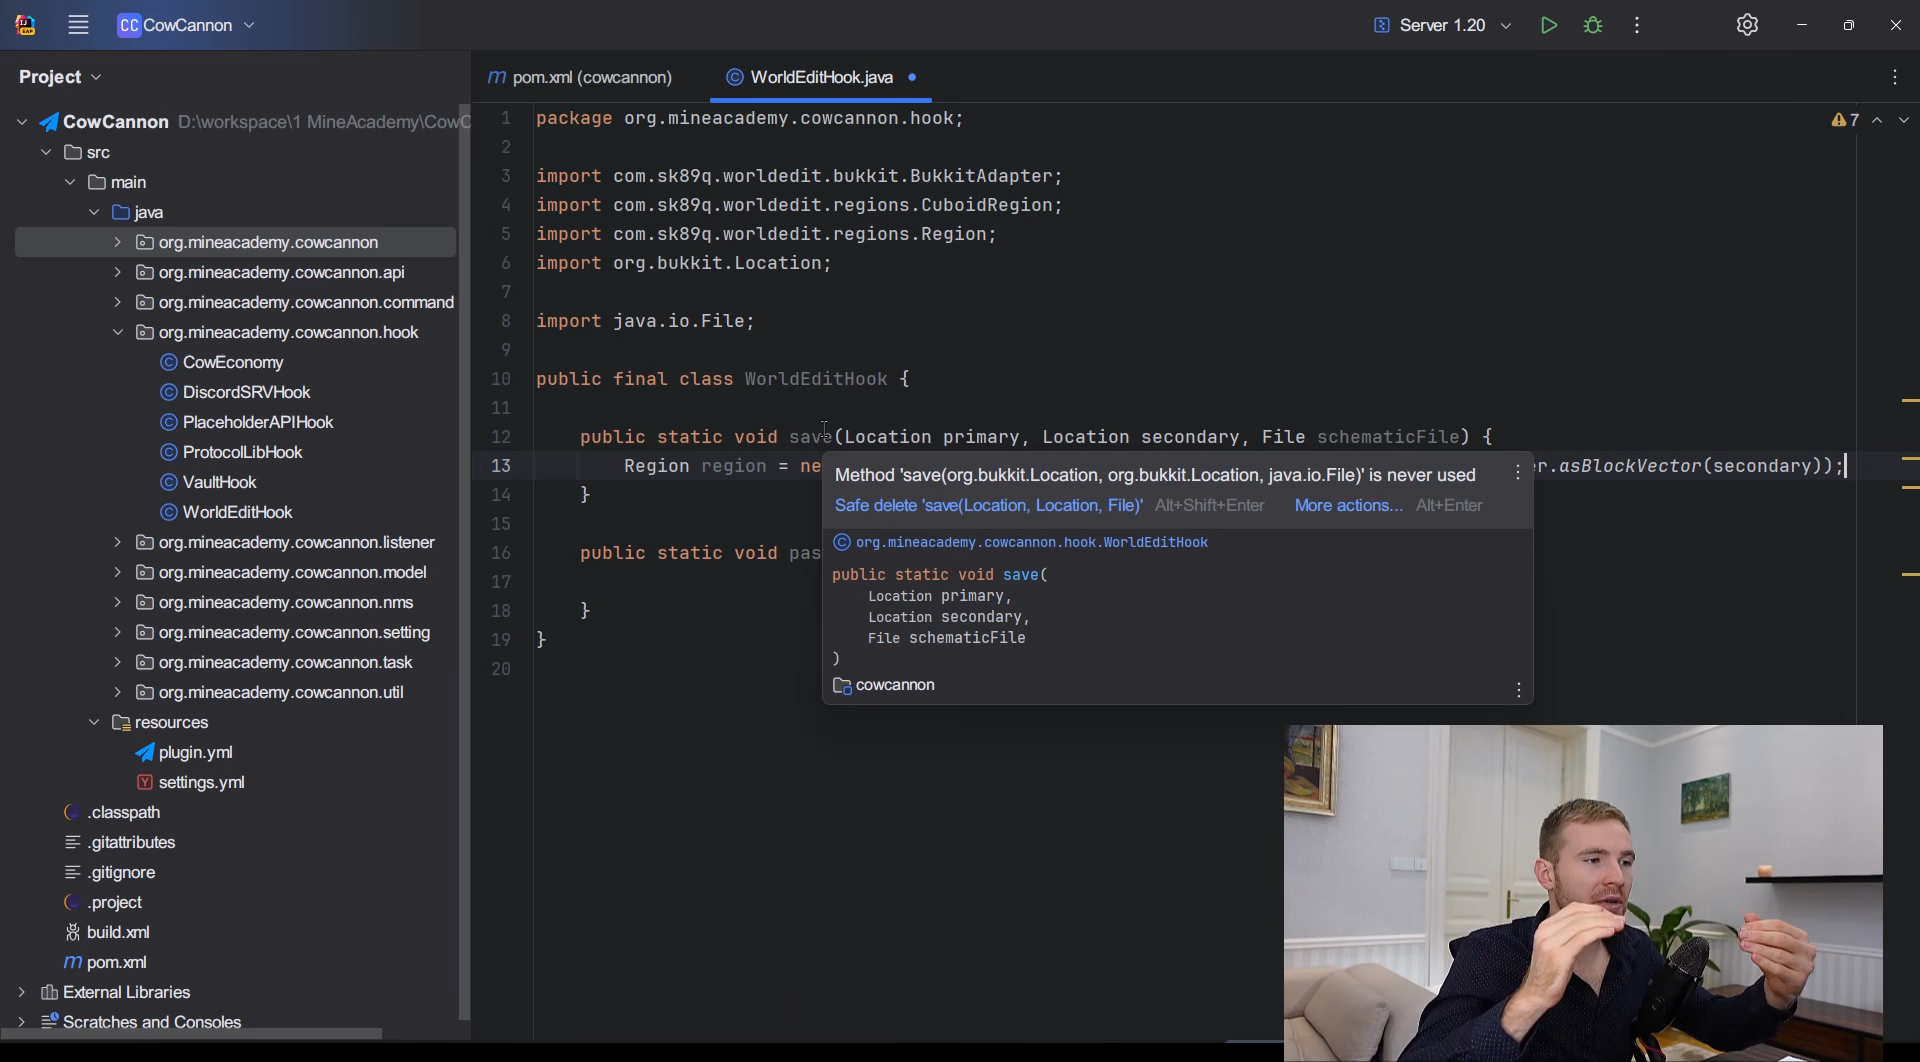 CC CowCannon
Server 1.20
Project
m pom.xml (cowcannon)
WorldEditHook.java
CowCannon D:\workspace\1 MineAcademy\CowC
src
main
java
org.mineacademy.cowcannon
org.mineacademy.cowcannon.api
org.mineacademy.cowcannon.command
org.mineacademy.cowcannon.hook
CowEconomy
DiscordSRVHook
PlaceholderAPIHook
ProtocolLibHook
VaultHook
WorldEditHook
org.mineacademy.cowcannon.listener
org.mineacademy.cowcannon.model
org.mineacademy.cowcannon.nms
org.mineacademy.cowcannon.setting
org.mineacademy.cowcannon.task
org.mineacademy.cowcannon.util
resources
plugin.yml
settings.yml
.classpath
.gitattributes
.gitignore
.project
build.xml
m pom.xml
External Libraries
Scratches and Consoles
7
1 package org.mineacademy.cowcannon.hook;
2
3 import com.sk89q.worldedit.bukkit.BukkitAdapter;
4 import com.sk89q.worldedit.regions.CuboidRegion;
5 import com.sk89q.worldedit.regions.Region;
6 import org.bukkit.Location;
7
8 import java.io.File;
9
10 public final class WorldEditHook {
11
12 public static void save(Location primary, Location secondary, File schematicFile) {
13 Region region = ne r.asBlockVector(secondary));
14 }
15
16 public static void pas
17
18 }
19 }
20
Method 'save(org.bukkit.Location, org.bukkit.Location, java.io.File)' is never used
Safe delete 'save(Location, Location, File)' Alt+Shift+Enter More actions... Alt+Enter
org.mineacademy.cowcannon.hook.WorldEditHook
public static void save(
Location primary,
Location secondary,
File schematicFile
)
cowcannon